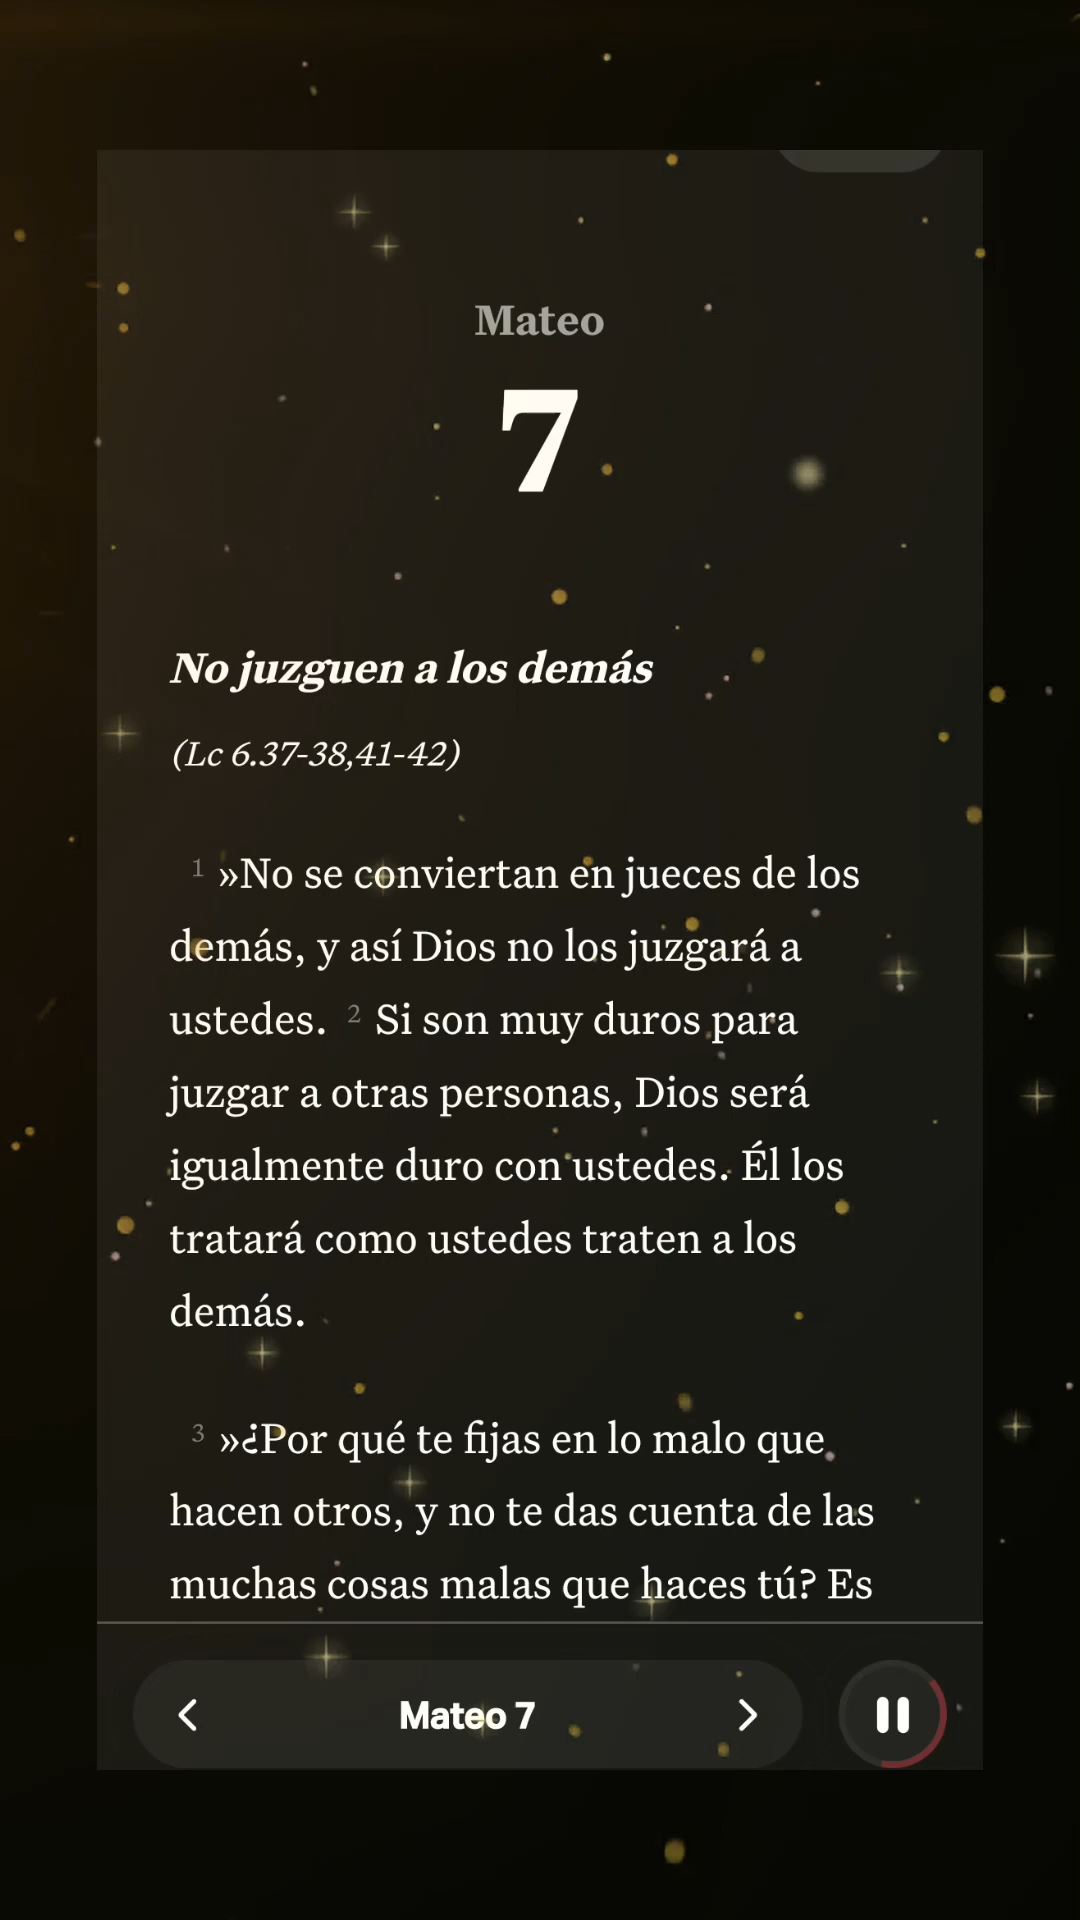 Mateo
7
No juzguen a los demás
(Lc 6.37-38,41-42)
1 »No se conviertan en jueces de los
demás, y así Dios no los juzgará a
ustedes. 2 Si son muy duros para
juzgar a otras personas, Dios será
igualmente duro con ustedes. Él los
tratará como ustedes traten a los
demás.
3 »¿Por qué te fijas en lo malo que
hacen otros, y no te das cuenta de las
muchas cosas malas que haces tú? Es
Mateo 7